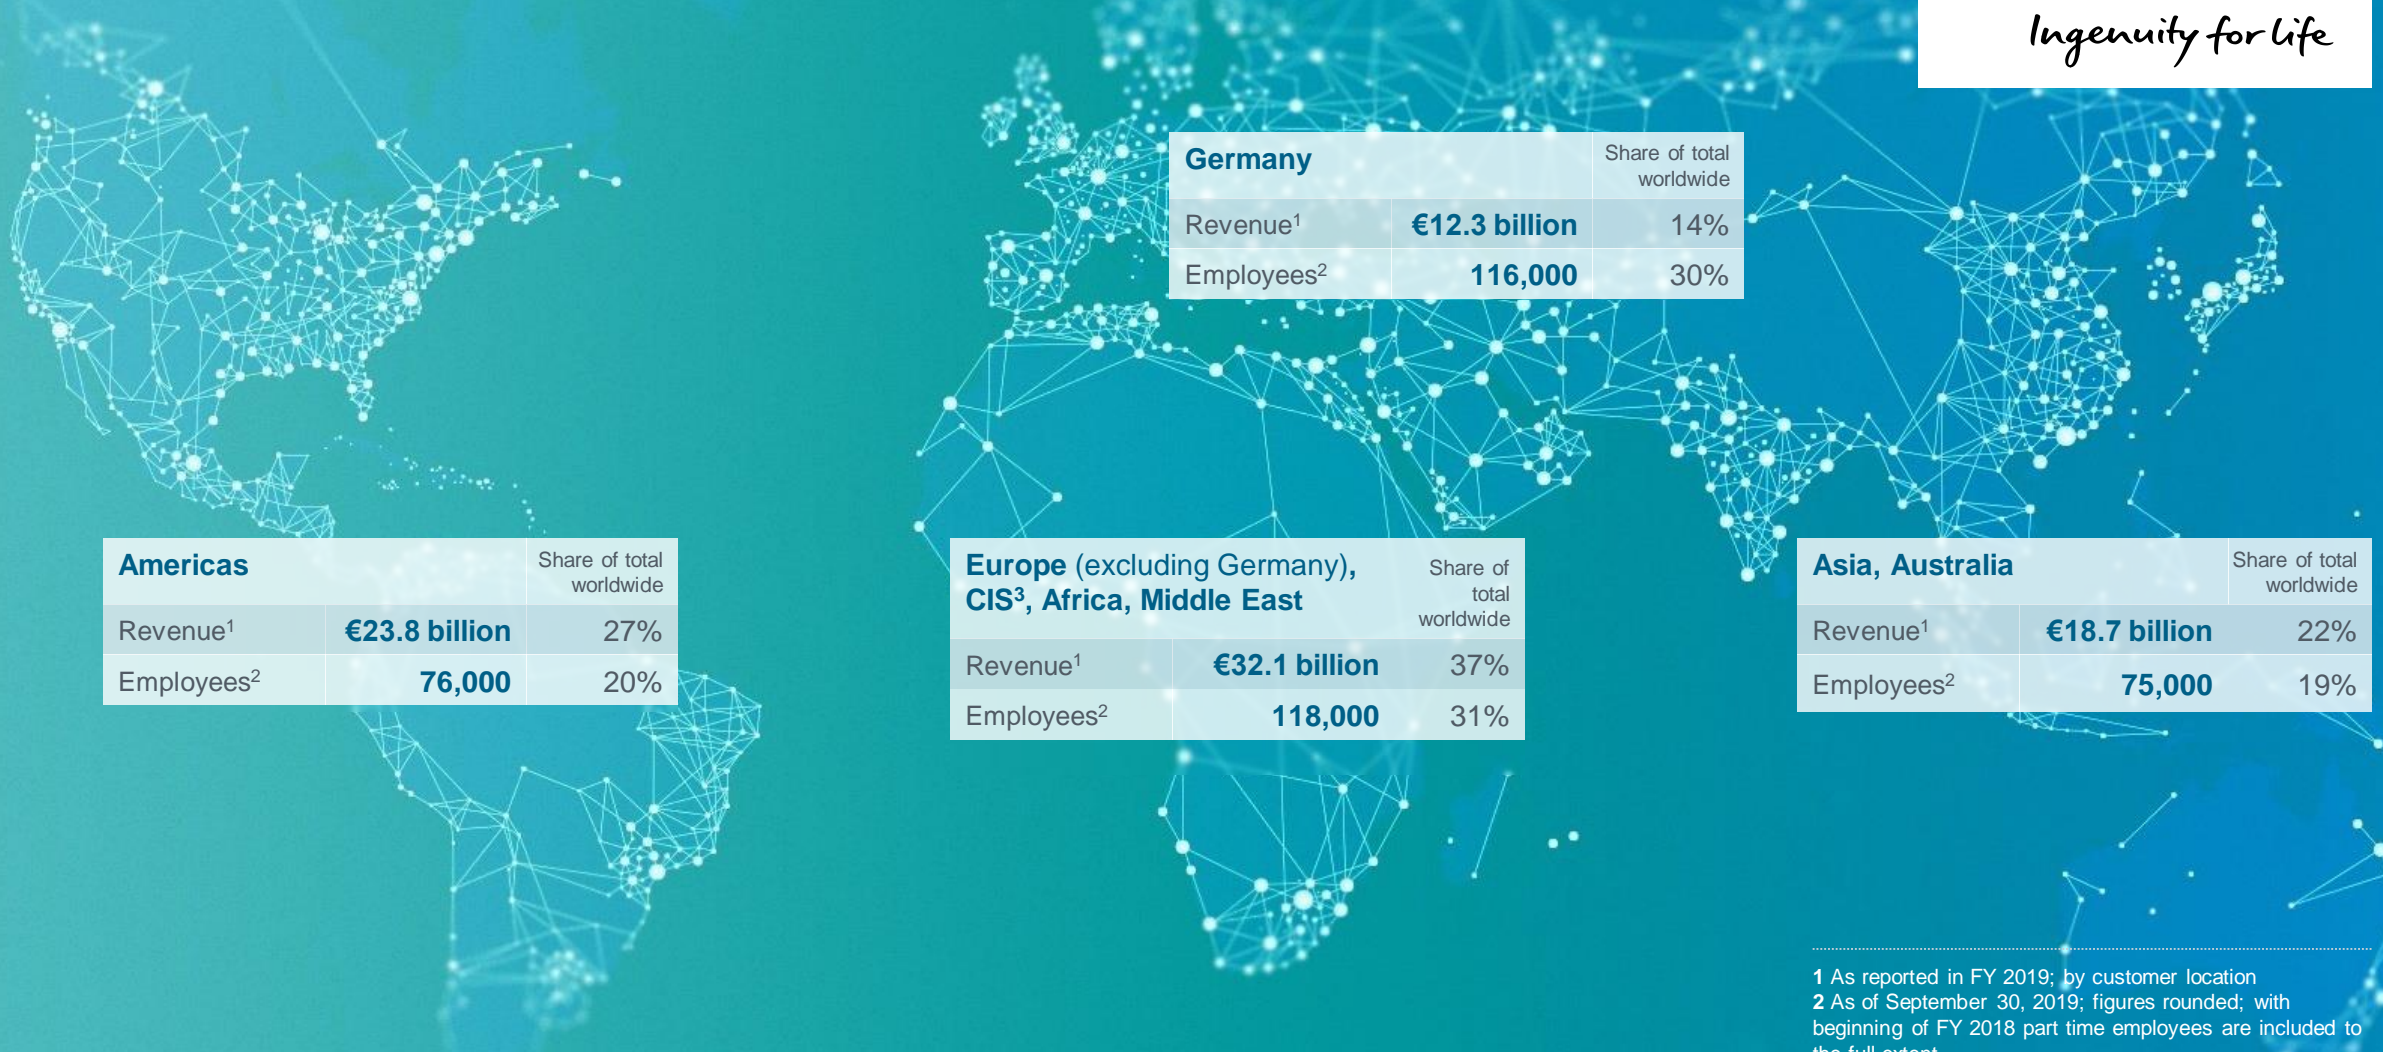 Ingenuity for life
Germany
Share of total
worldwide
Revenue¹ €12.3 billion 14%
Employees² 116,000 30%
Americas
Share of total
worldwide
Revenue¹ €23.8 billion 27%
Employees² 76,000 20%
Europe (excluding Germany),
CIS³, Africa, Middle East
Share of
total
worldwide
Revenue¹ €32.1 billion 37%
Employees² 118,000 31%
Asia, Australia
Share of total
worldwide
Revenue¹ €18.7 billion 22%
Employees² 75,000 19%
1 As reported in FY 2019; by customer location
2 As of September 30, 2019; figures rounded; with
beginning of FY 2018 part time employees are included to
the full extent